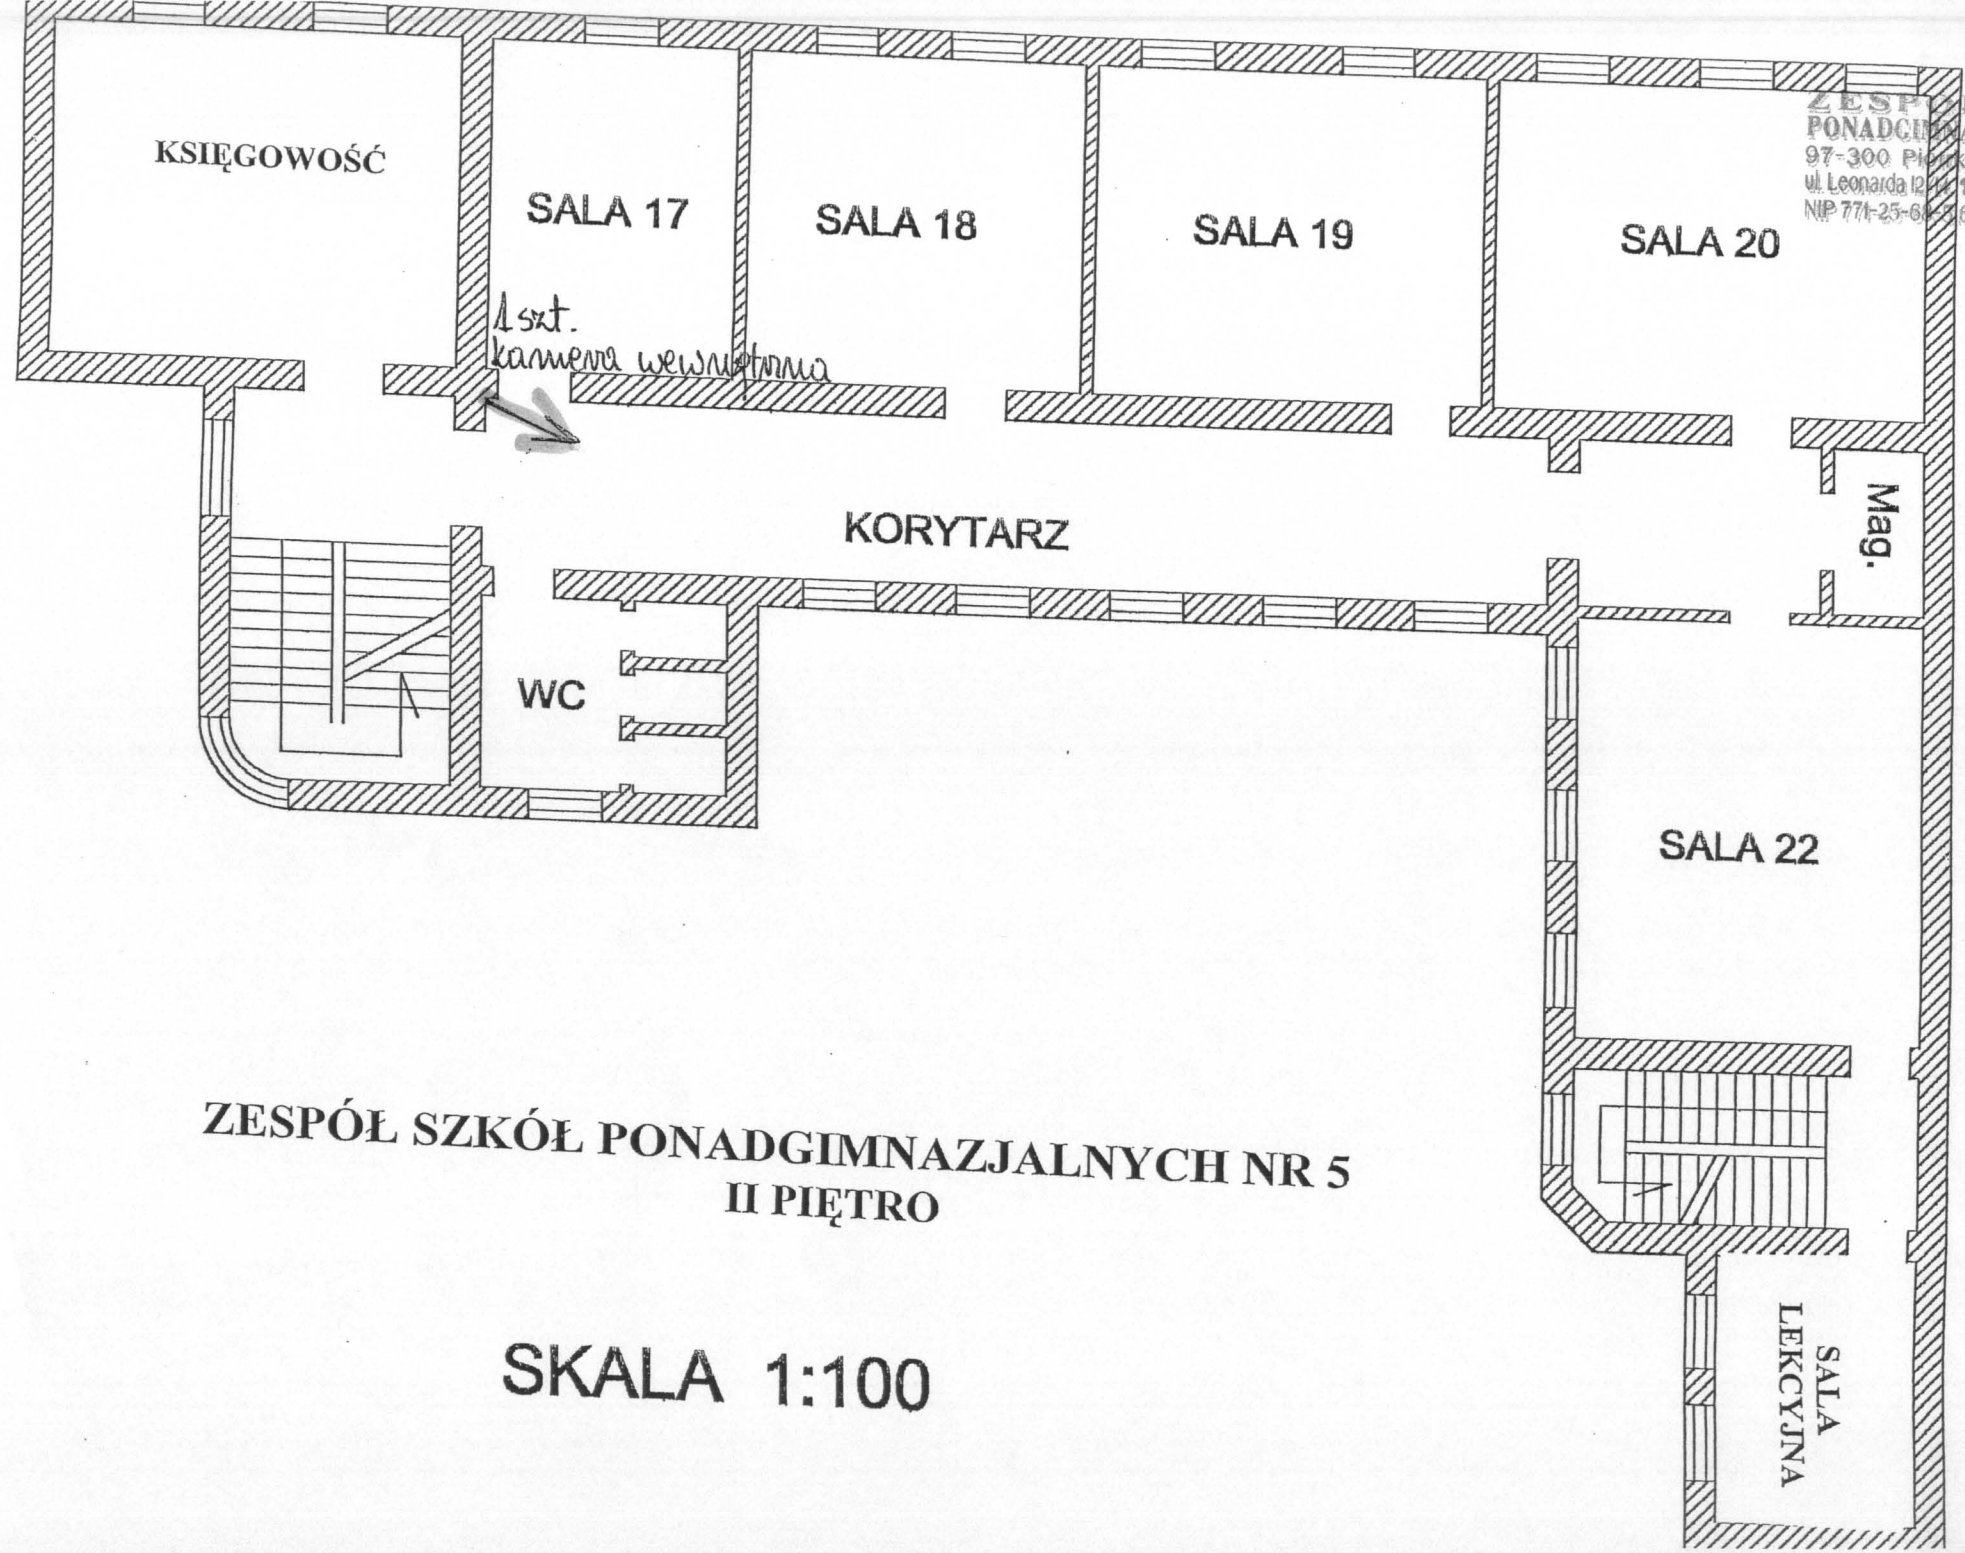 KSIĘGOWOŚĆ
SALA 17
SALA 18
SALA 19
SALA 20
PONADGIMNA
97-300
ul. Leonarda
NIP 771-25-68-5
1 szt.
kamera wewnętrzna
KORYTARZ
Mag.
WC
SALA 22
ZESPÓŁ SZKÓŁ PONADGIMNAZJALNYCH NR 5
II PIĘTRO
SKALA 1:100
SALA
LEKCYJNA